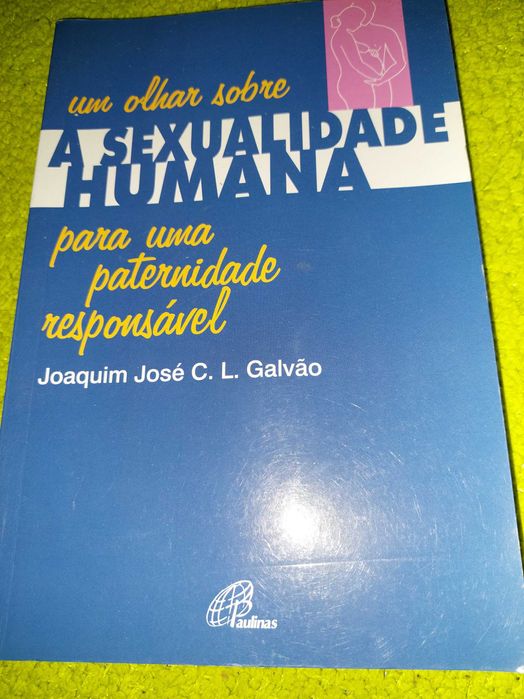 um olhar sobre
A SEXUALIDADE
HUMANA
para uma
paternidade
responsável
Joaquim José C. L. Galvão
Paulinas